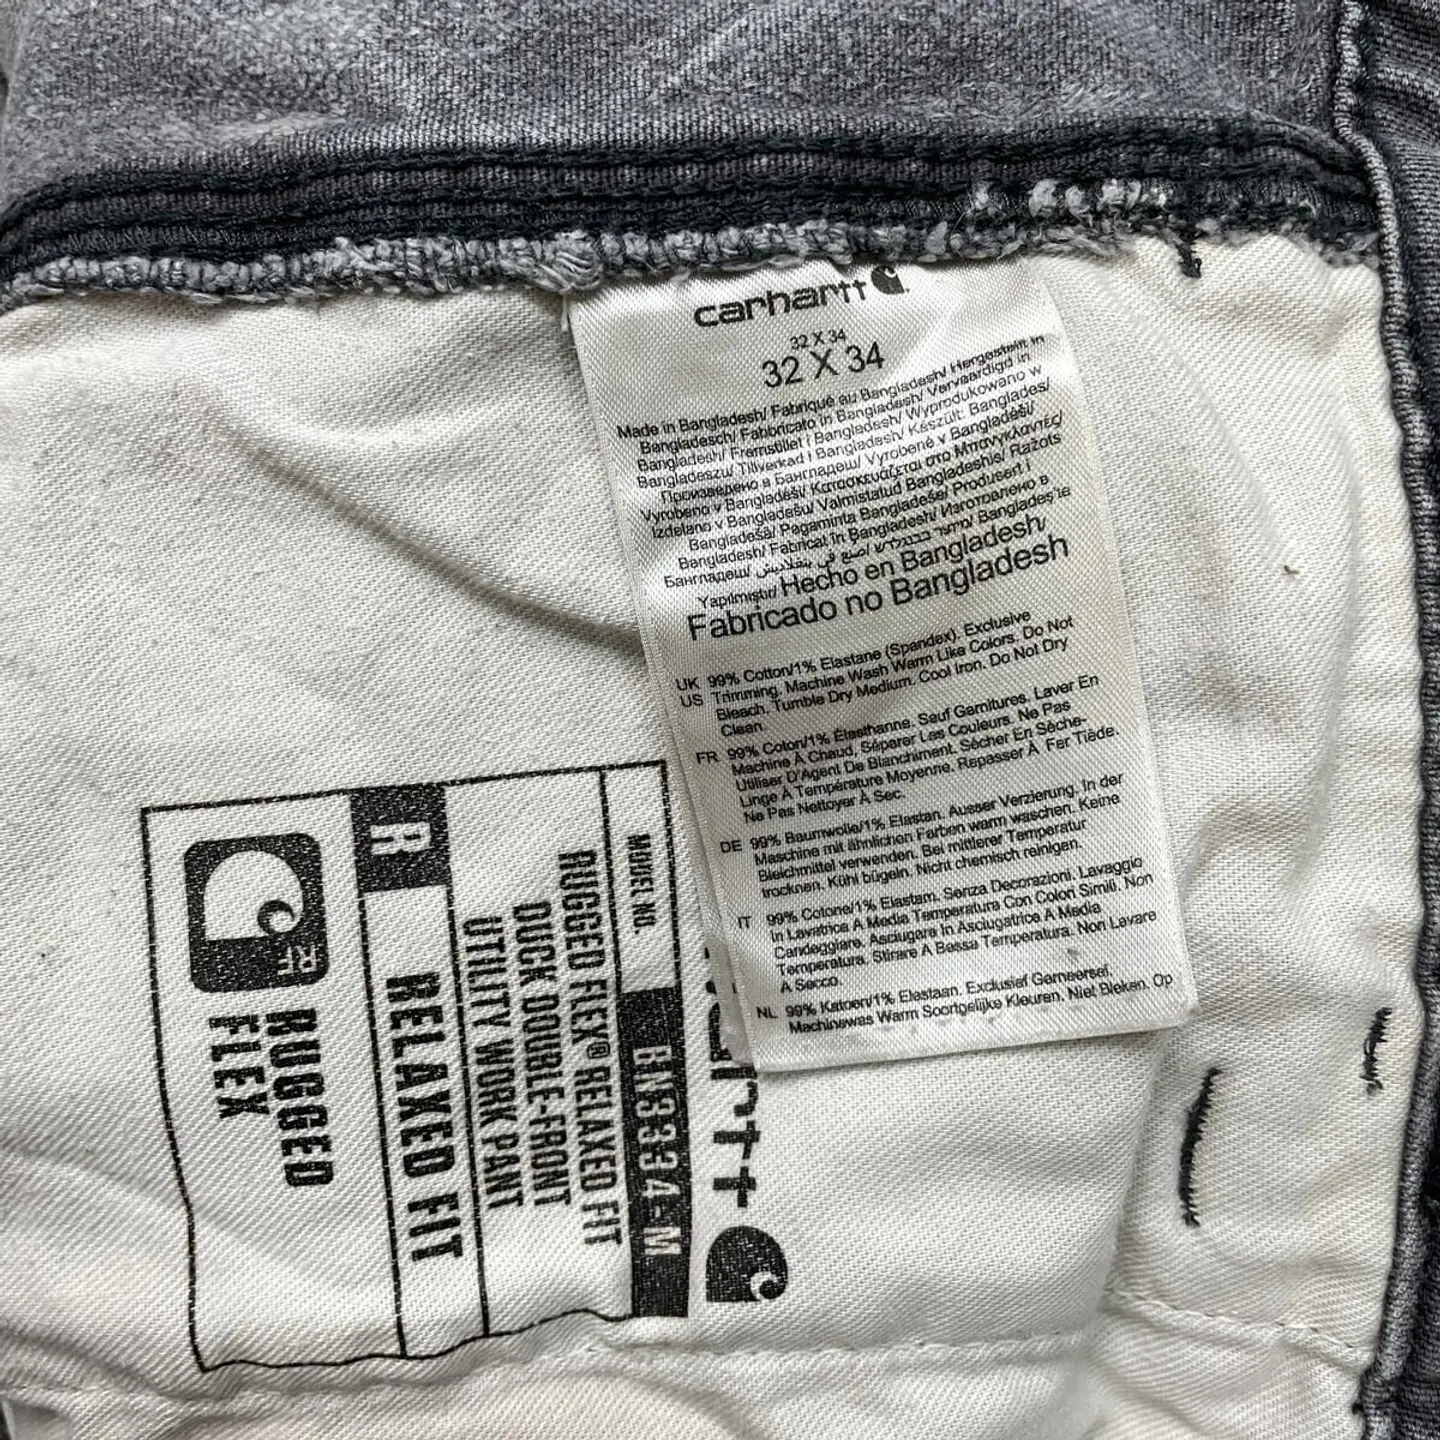 carhartt
32 X 34
32 X 34
Made in Bangladesh/ Fabriqué au Bangladesh/ Hergestellt in
Bangladesch/ Fabbricato in Bangladesh/ Vervaardigd in
Bangladesh/ Fremstillet i Bangladesh/ Wyprodukowano w
Bangladeszu/ Tillverkad i Bangladesh/ Készült: Banglades/
Произведено в Бангладеш/ Vyrobené v Bangladéši/
Vyrobeno v Bangladéši/ Κατασκευάζεται στο Μπανγκλαντές/
Izdelano v Bangladešu/ Valmistatud Bangladeshis/ Ražots
Bangladešā/ Pagaminta Bangladeše/ Produsert i
Bangladesh/ Fabricat în Bangladesh/ Изготовлено в
Бангладеш/ صنع في بنغلاديش/ מיוצר בבנגלדש/ Bangladeş'te
Yapılmıştır/ Hecho en Bangladesh/
Fabricado no Bangladesh
UK 99% Cotton/1% Elastane (Spandex). Exclusive
US Trimming. Machine Wash Warm Like Colors. Do Not
Bleach. Tumble Dry Medium. Cool Iron. Do Not Dry
Clean.
FR 99% Coton/1% Élasthanne. Sauf Garnitures. Laver En
Machine À Chaud, Séparer Les Couleurs. Ne Pas
Utiliser D'Agent De Blanchiment. Sécher En Sèche-
Linge À Température Moyenne. Repasser À Fer Tiède.
Ne Pas Nettoyer À Sec.
DE 99% Baumwolle/1% Elastan. Ausser Verzierung. In der
Maschine mit ähnlichen Farben warm waschen. Keine
Bleichmittel verwenden. Bei mittlerer Temperatur
trocknen. Kühl bügeln. Nicht chemisch reinigen.
IT 99% Cotone/1% Elastam. Senza Decorazioni. Lavaggio
In Lavatrice A Media Temperatura Con Colori Simili. Non
Candeggiare. Asciugare In Asciugatrice A Media
Temperatura. Stirare A Bassa Temperatura. Non Lavare
A Secco.
NL 99% Katoen/1% Elastaan. Exclusief Garneersel.
Machinewas Warm Soortgelijke Kleuren. Niet Bleken. Op
MODEL NO. BN3334-M
RUGGED FLEX® RELAXED FIT
DUCK DOUBLE-FRONT
UTILITY WORK PANT
R RELAXED FIT
RF
RUGGED
FLEX